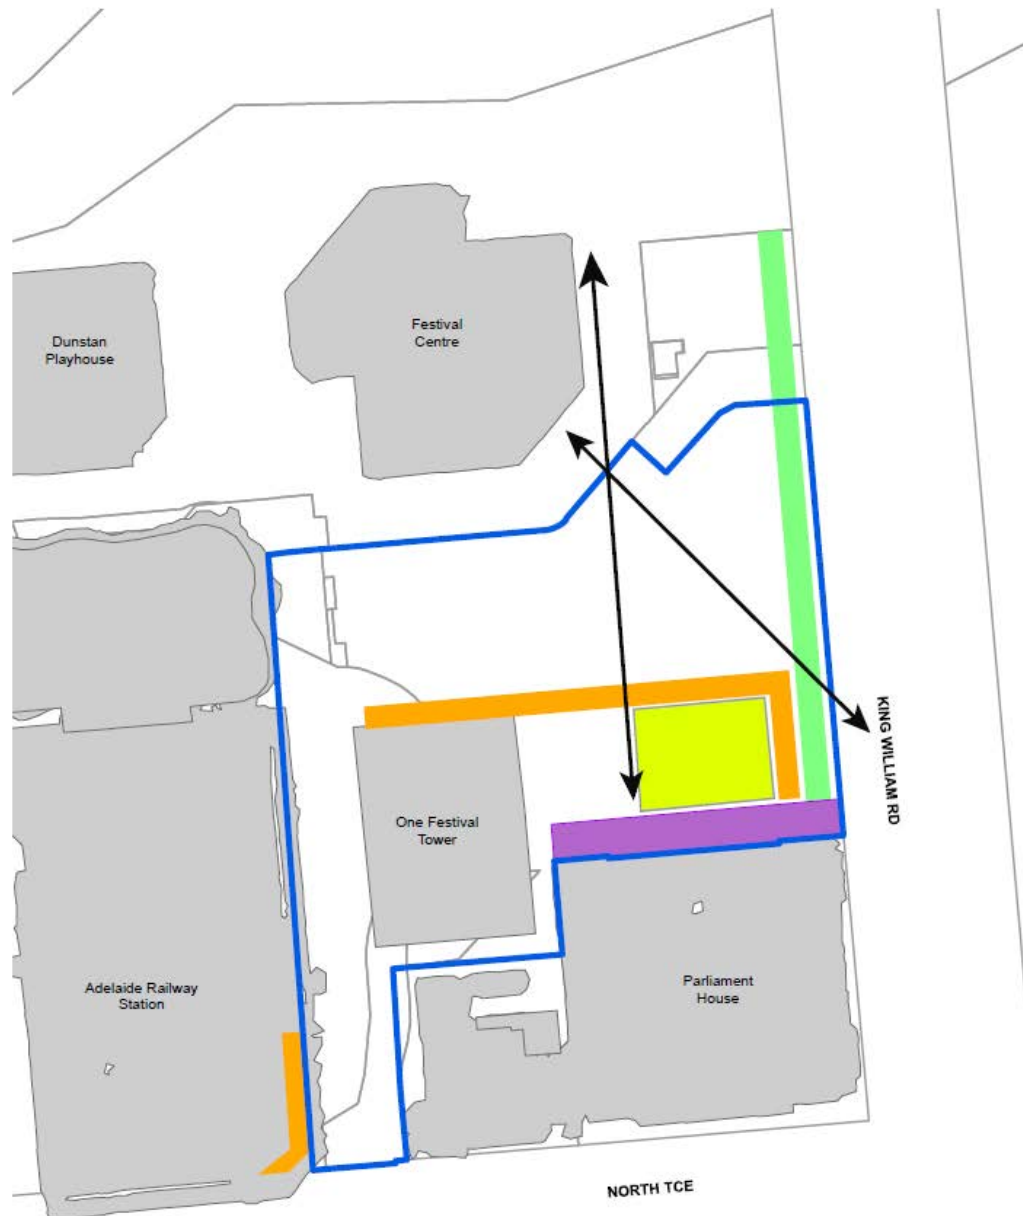 Dunstan
Playhouse
Festival
Centre
KING WILLIAM RD
One Festival
Tower
Adelaide Railway
Station
Parliament
House
NORTH TCE